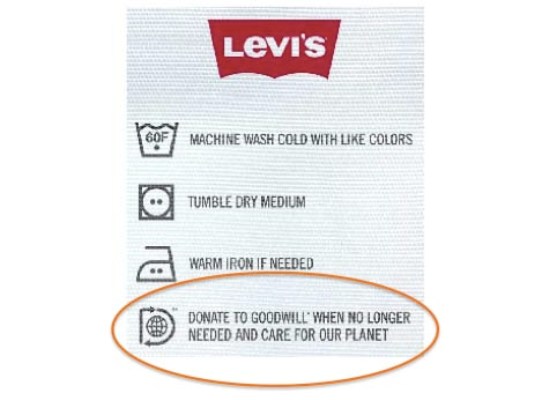 LEVI'S
60F
MACHINE WASH COLD WITH LIKE COLORS
TUMBLE DRY MEDIUM
WARM IRON IF NEEDED
DONATE TO GOODWILL® WHEN NO LONGER
NEEDED AND CARE FOR OUR PLANET